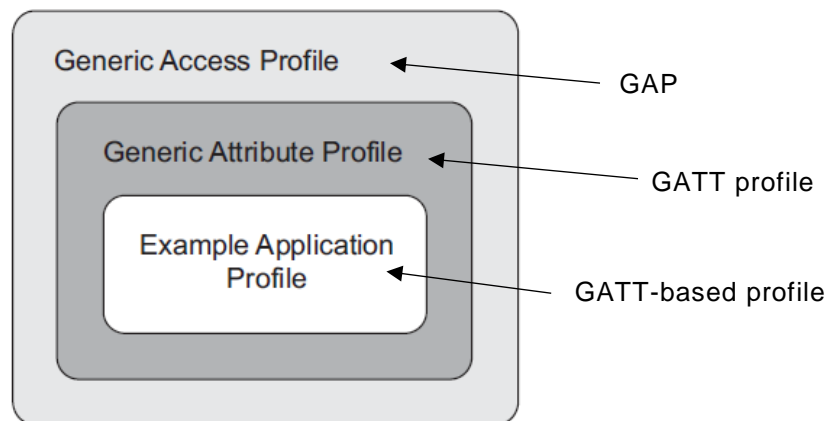 Generic Access Profile
GAP
Generic Attribute Profile
GATT profile
Example Application
Profile
GATT-based profile